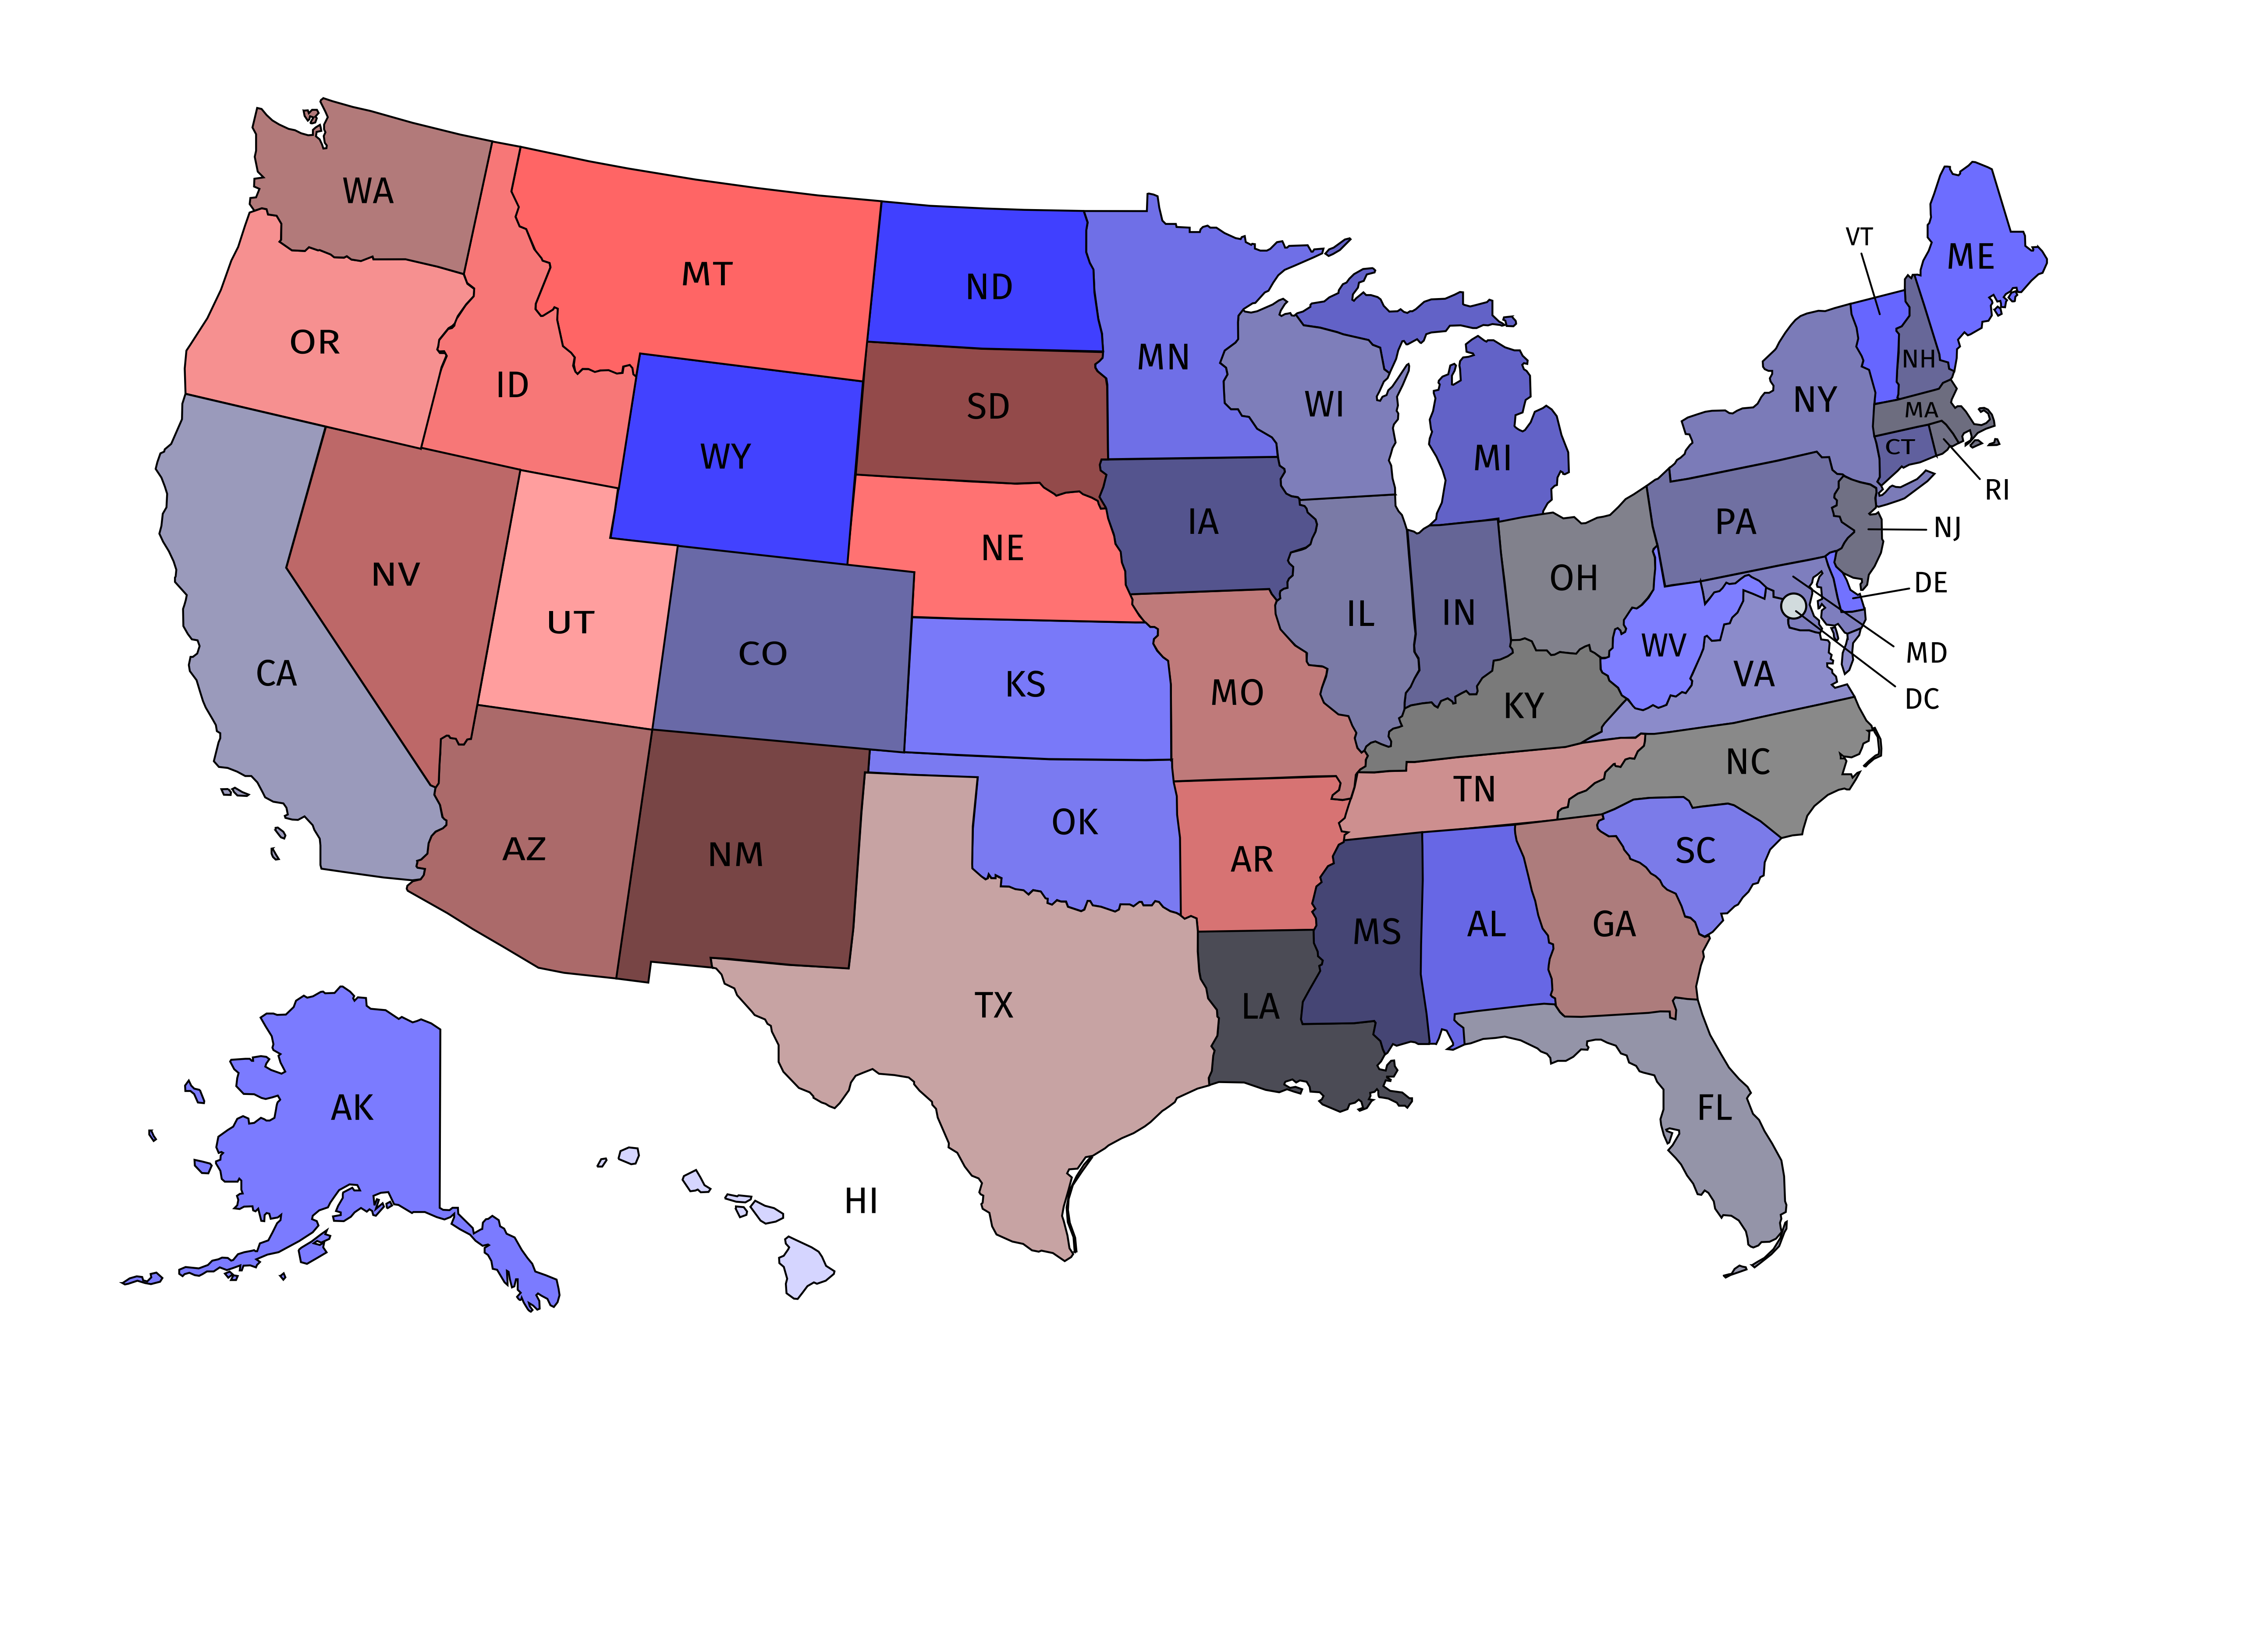 WA
MT
ND
VT
ME
OR
ID
MN
NH
SD
WI
NY
MA
WY
CT
MI
RI
IA
PA
NJ
NE
NV
OH
DE
UT
IL
IN
WV
MD
CO
CA
KS
MO
KY
VA
DC
NC
TN
OK
AZ
NM
AR
SC
MS
AL
GA
TX
LA
AK
FL
HI